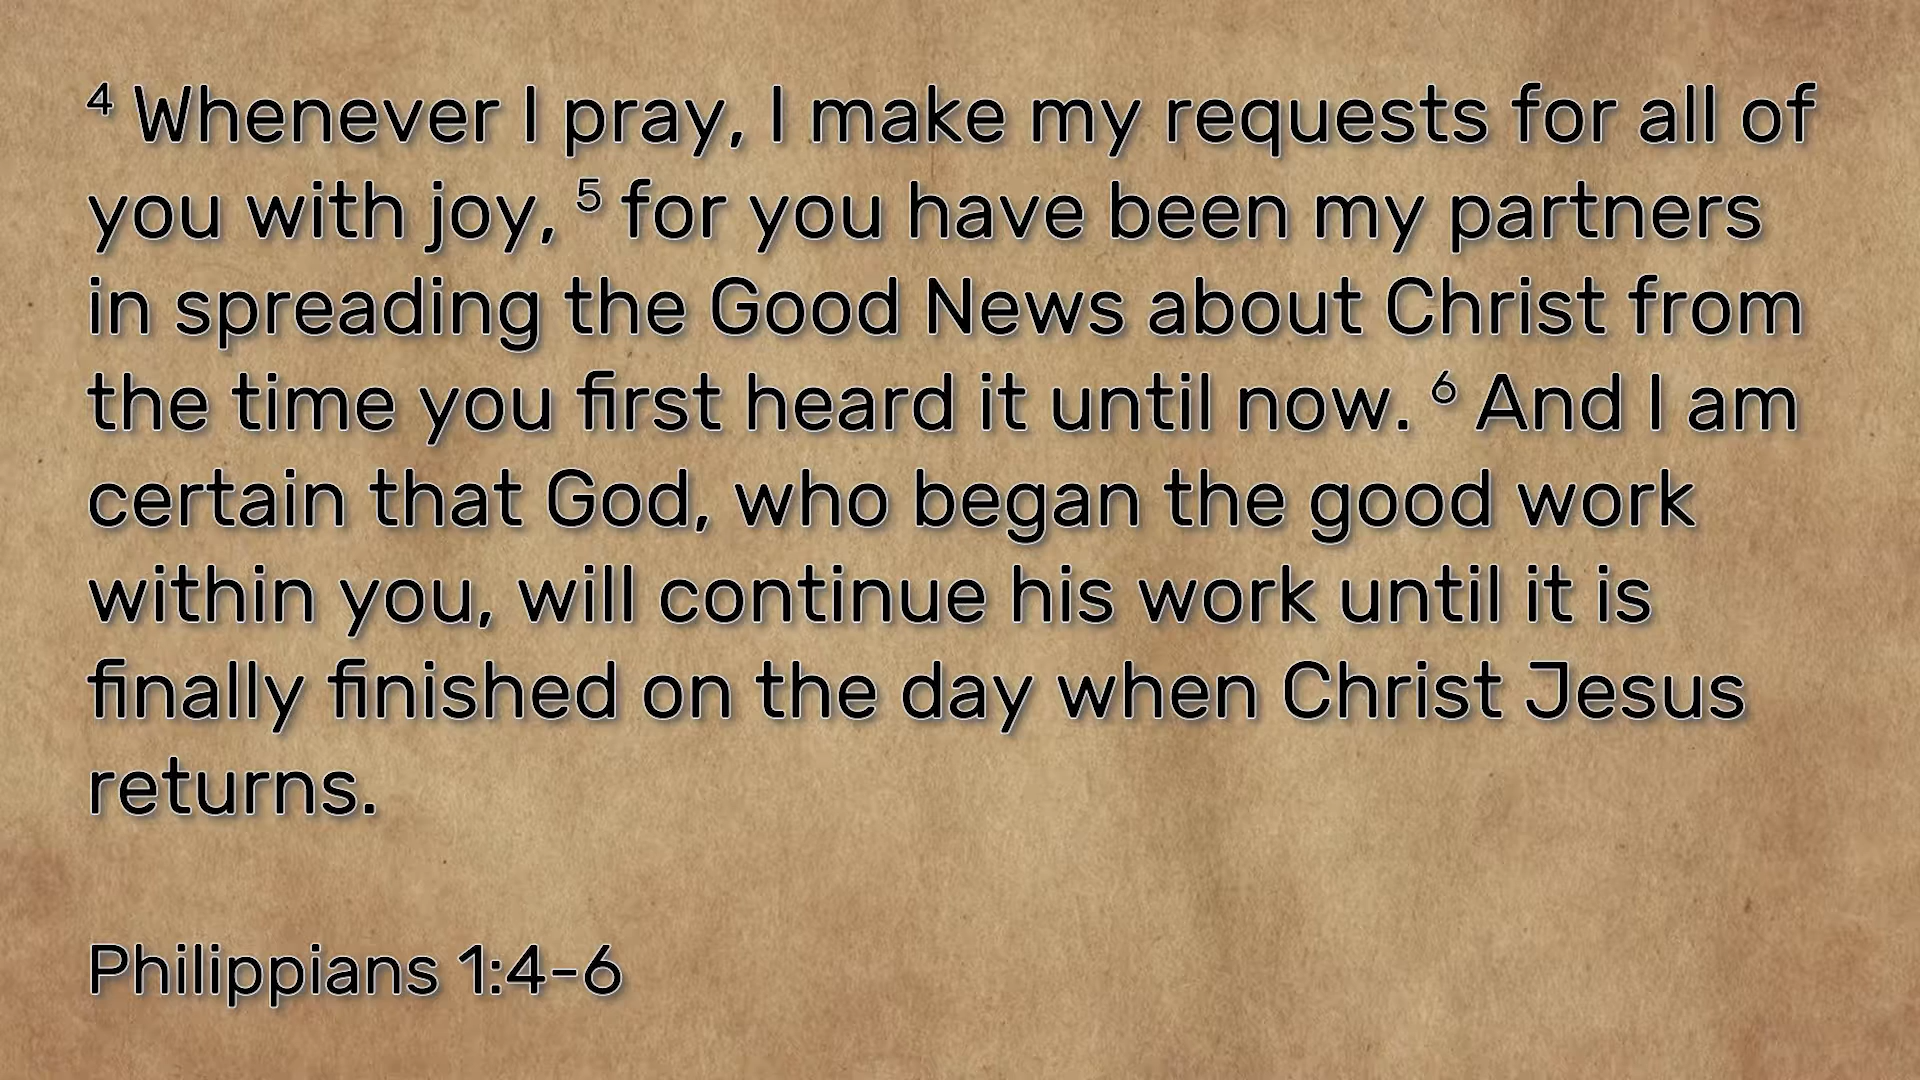 ⁴ Whenever I pray, I make my requests for all of
you with joy, ⁵ for you have been my partners
in spreading the Good News about Christ from
the time you first heard it until now. ⁶ And I am
certain that God, who began the good work
within you, will continue his work until it is
finally finished on the day when Christ Jesus
returns.
Philippians 1:4-6